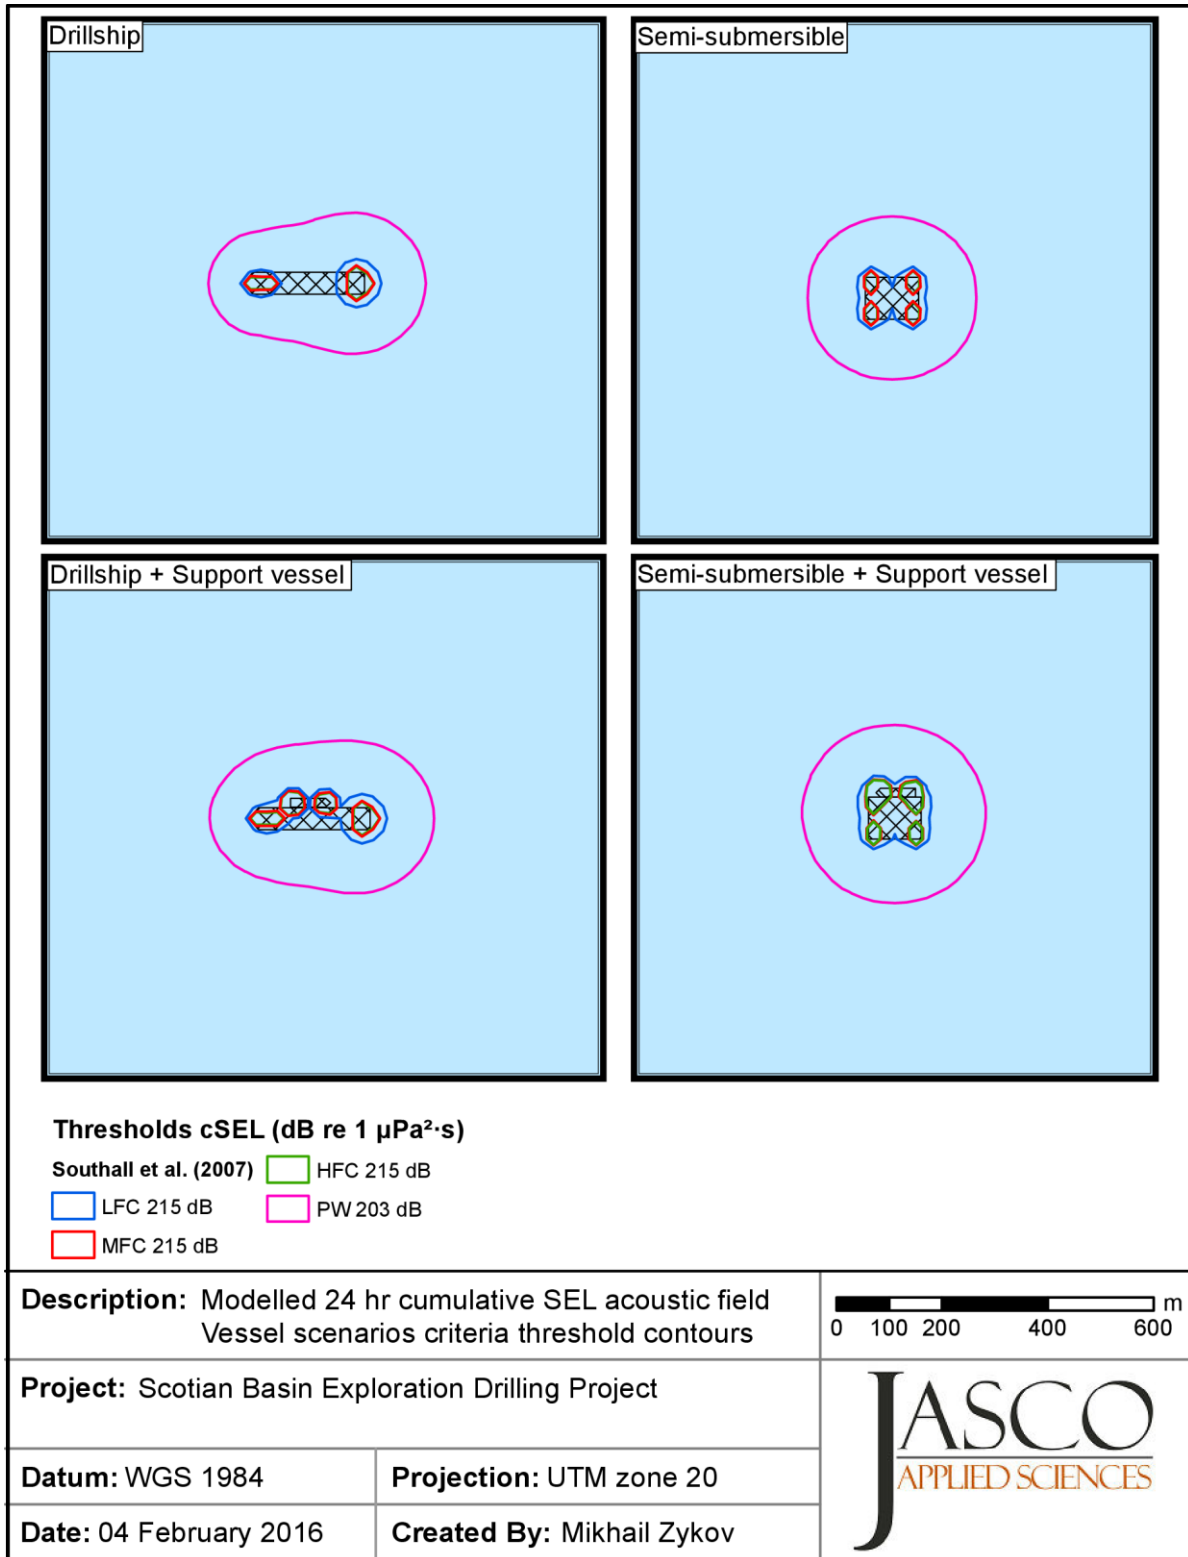 Drillship
Semi-submersible
Drillship + Support vessel
Semi-submersible + Support vessel
Thresholds cSEL (dB re 1 µPa²·s)
Southall et al. (2007)
HFC 215 dB
LFC 215 dB
PW 203 dB
MFC 215 dB
Description: Modelled 24 hr cumulative SEL acoustic field
Vessel scenarios criteria threshold contours
m
0 100 200 400 600
Project: Scotian Basin Exploration Drilling Project
JASCO
APPLIED SCIENCES
Datum: WGS 1984
Projection: UTM zone 20
Date: 04 February 2016
Created By: Mikhail Zykov